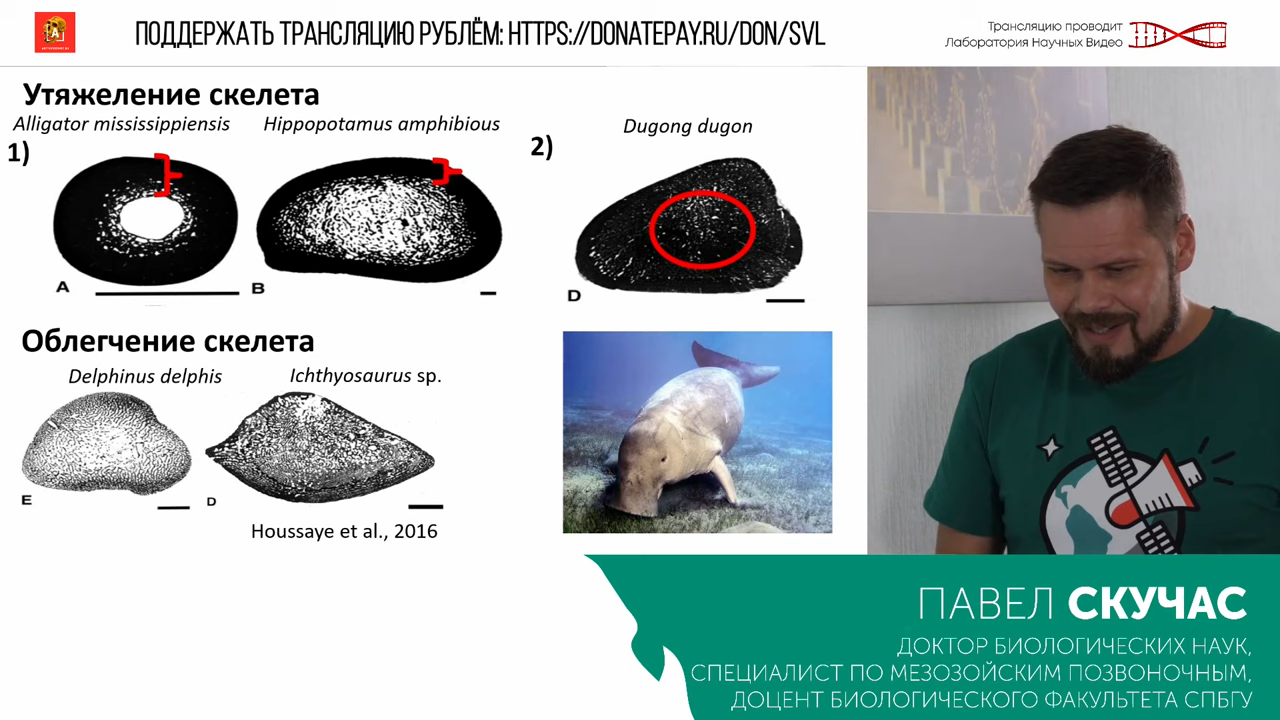 ПОДДЕРЖАТЬ ТРАНСЛЯЦИЮ РУБЛЁМ: HTTPS://DONATEPAY.RU/DON/SVL
Трансляцию проводит
Лаборатория Научных Видео
Утяжеление скелета
Alligator mississippiensis
Hippopotamus amphibious
Dugong dugon
1)
2)
A
B
D
Облегчение скелета
Delphinus delphis
Ichthyosaurus sp.
E
D
Houssaye et al., 2016
ПАВЕЛ СКУЧАС
ДОКТОР БИОЛОГИЧЕСКИХ НАУК,
СПЕЦИАЛИСТ ПО МЕЗОЗОЙСКИМ ПОЗВОНОЧНЫМ,
ДОЦЕНТ БИОЛОГИЧЕСКОГО ФАКУЛЬТЕТА СПБГУ